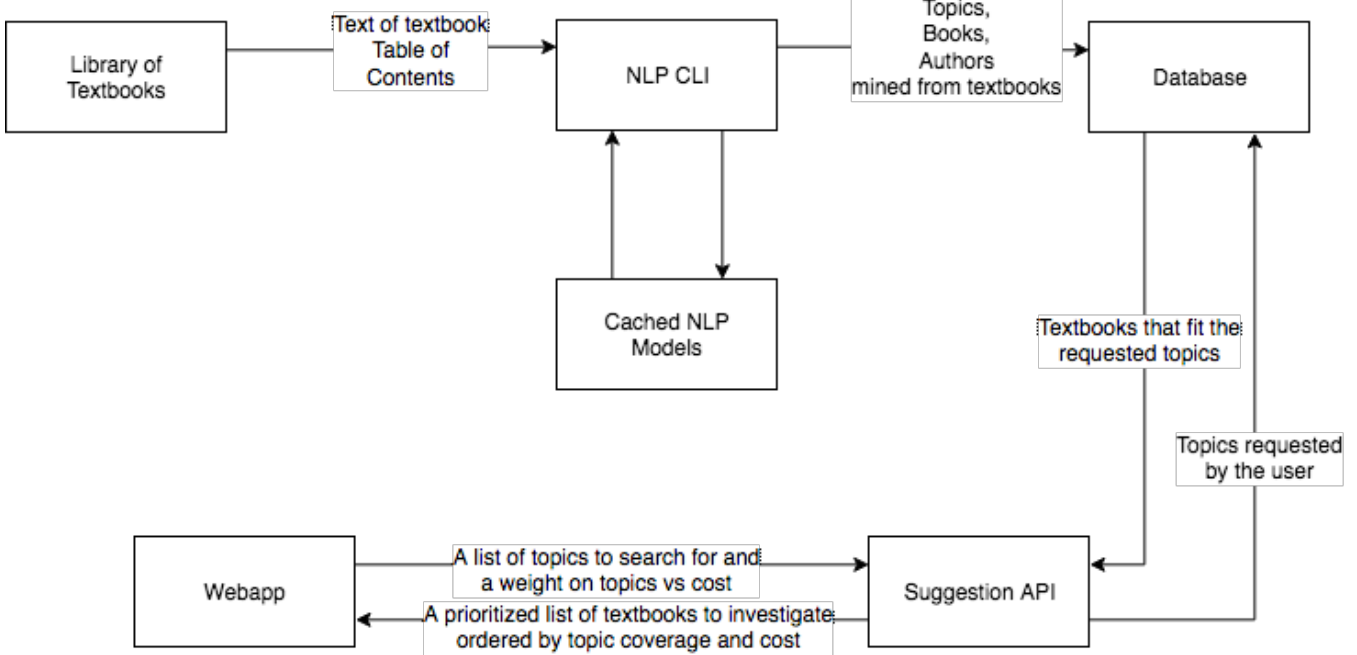 Text of textbook
Table of
Contents
Topics,
Books,
Authors
mined from textbooks
Library of
Textbooks
NLP CLI
Database
Cached NLP
Models
Textbooks that fit the
requested topics
Topics requested
by the user
Webapp
A list of topics to search for and
a weight on topics vs cost
A prioritized list of textbooks to investigate
ordered by topic coverage and cost
Suggestion API